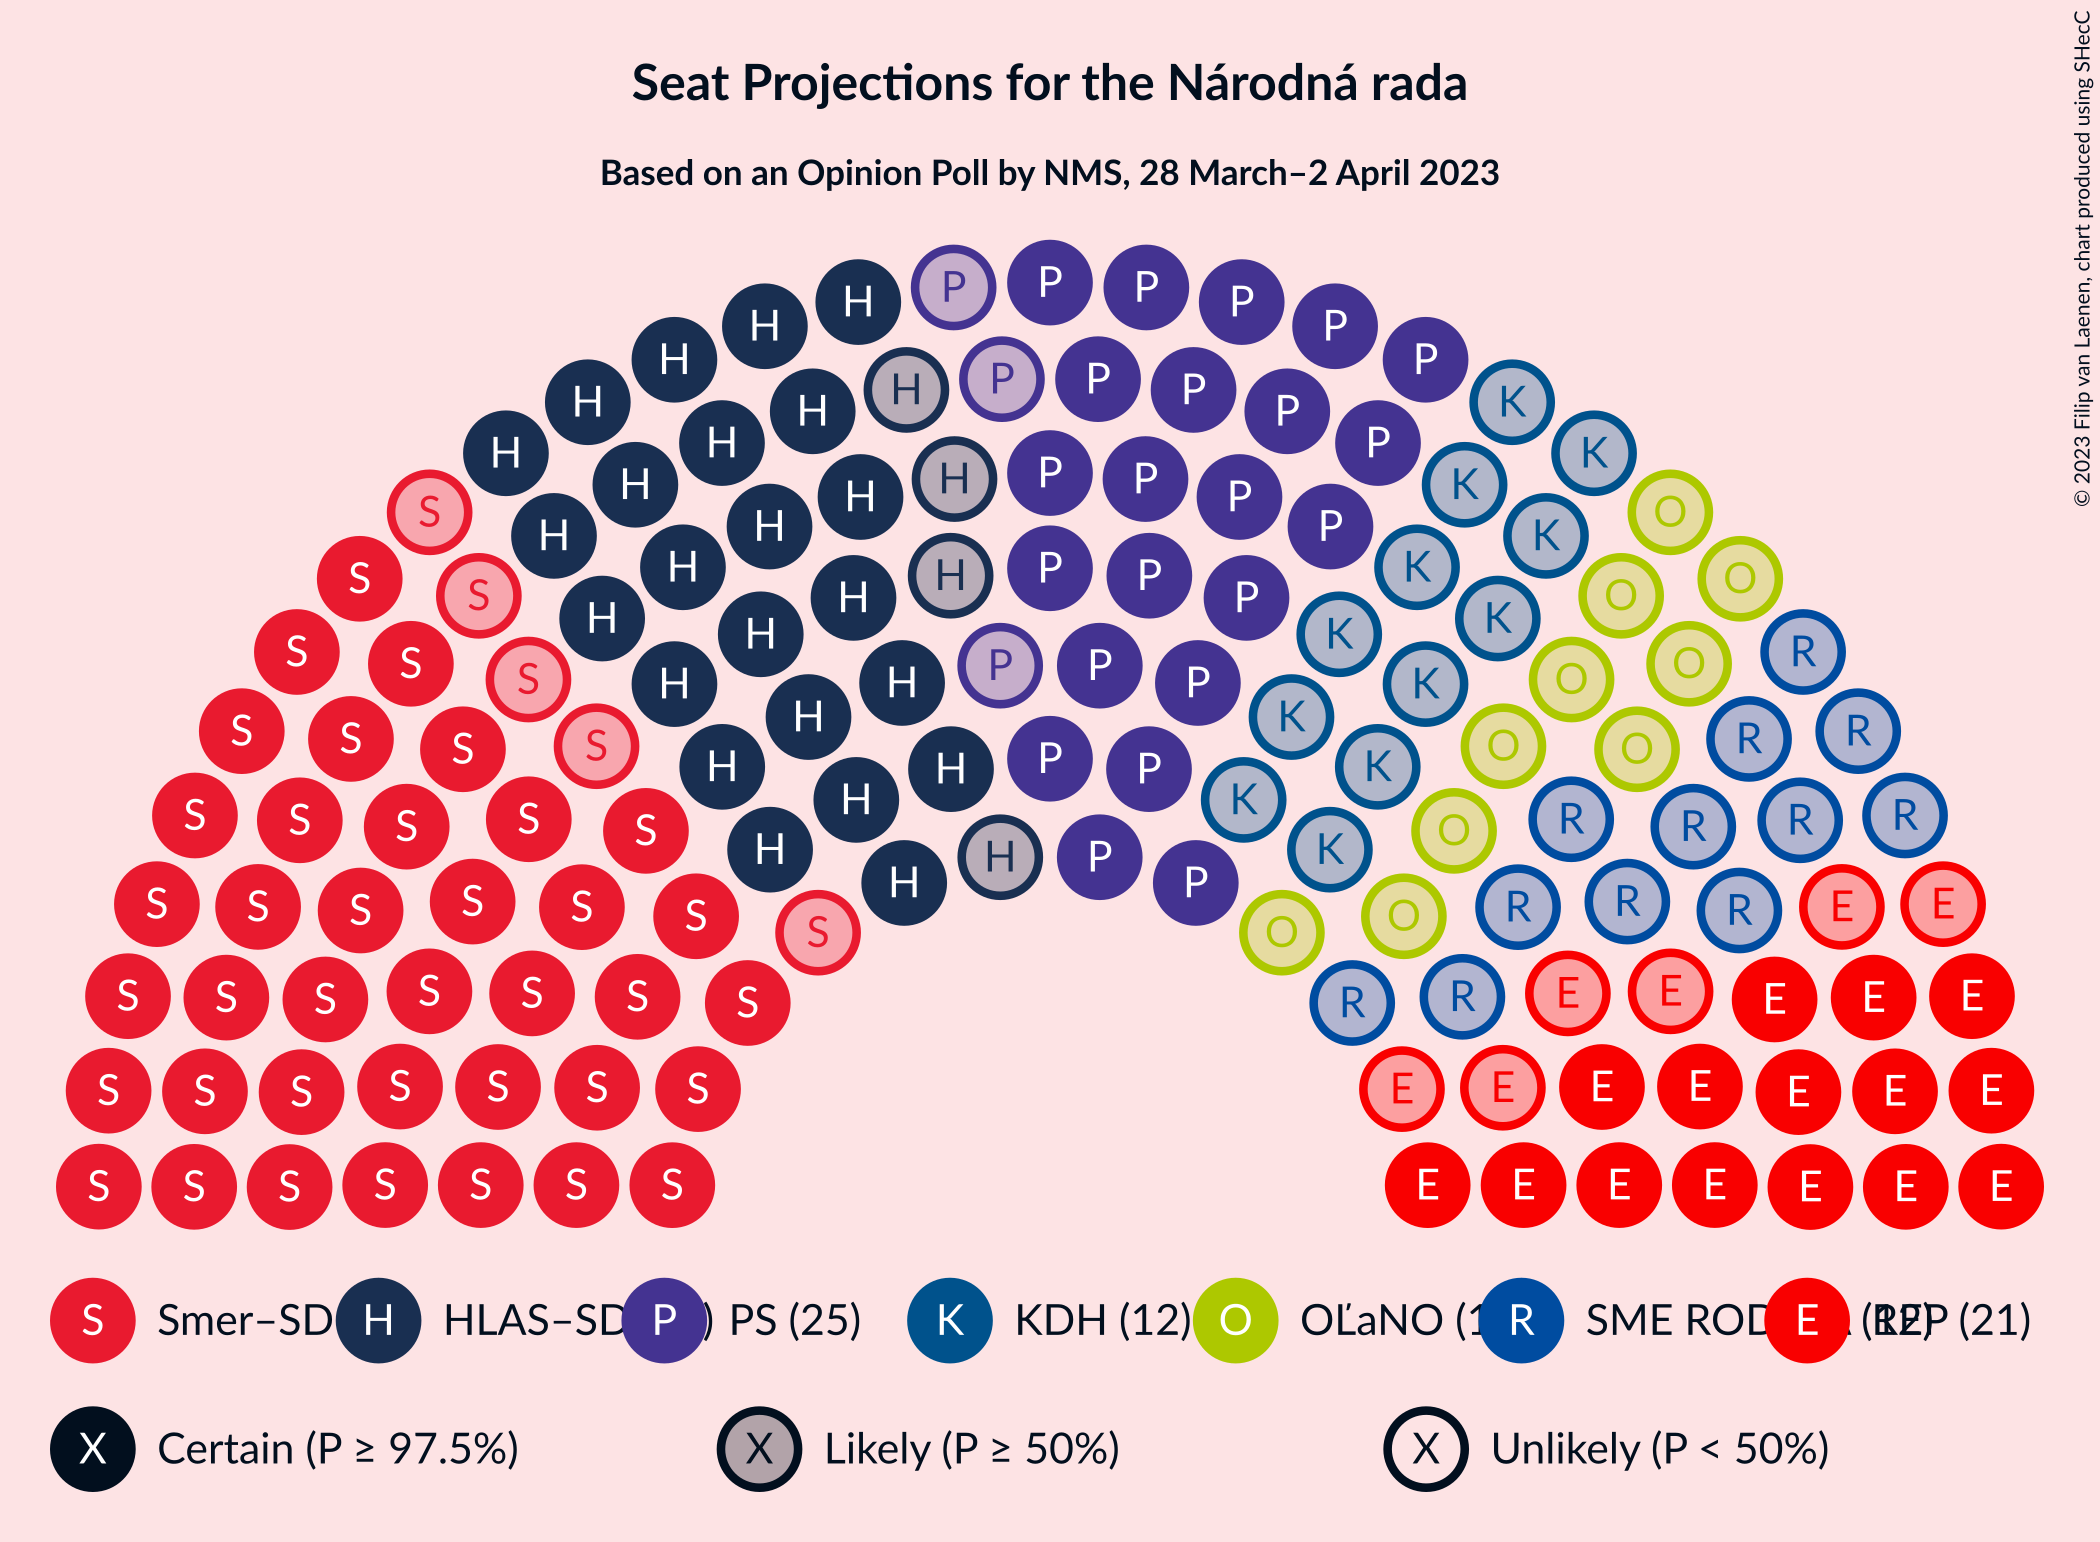 Seat Projections for the Národná rada
Based on an Opinion Poll by NMS, 28 March–2 April 2023
© 2023 Filip van Laenen, chart produced using SHecC
P P P P P P
H H H H H
K K
S
O O
S S S S S S S
R R R
E E E E
H P P P P P
H H H H
K K
S
O O
S S S S S S S
R R R
E E E E
H P P P P
H H H H
K K
S
O O
S S S S S S S
R R
E E E
H P P P
H H H
K K
S
O
S S S S S
R R
E E E
P P P
H H H
K K
O
S S S S S
R
E E
P P
H H H
K K
O
S S S S S
R
E E
H P P
H
O
S S S S
R
E E
S Smer–SD H HLAS–SD P ) PS (25) K KDH (12) O OĽaNO (1 R SME ROD E REP (21)
X Certain (P ≥ 97.5%) X Likely (P ≥ 50%) X Unlikely (P < 50%)